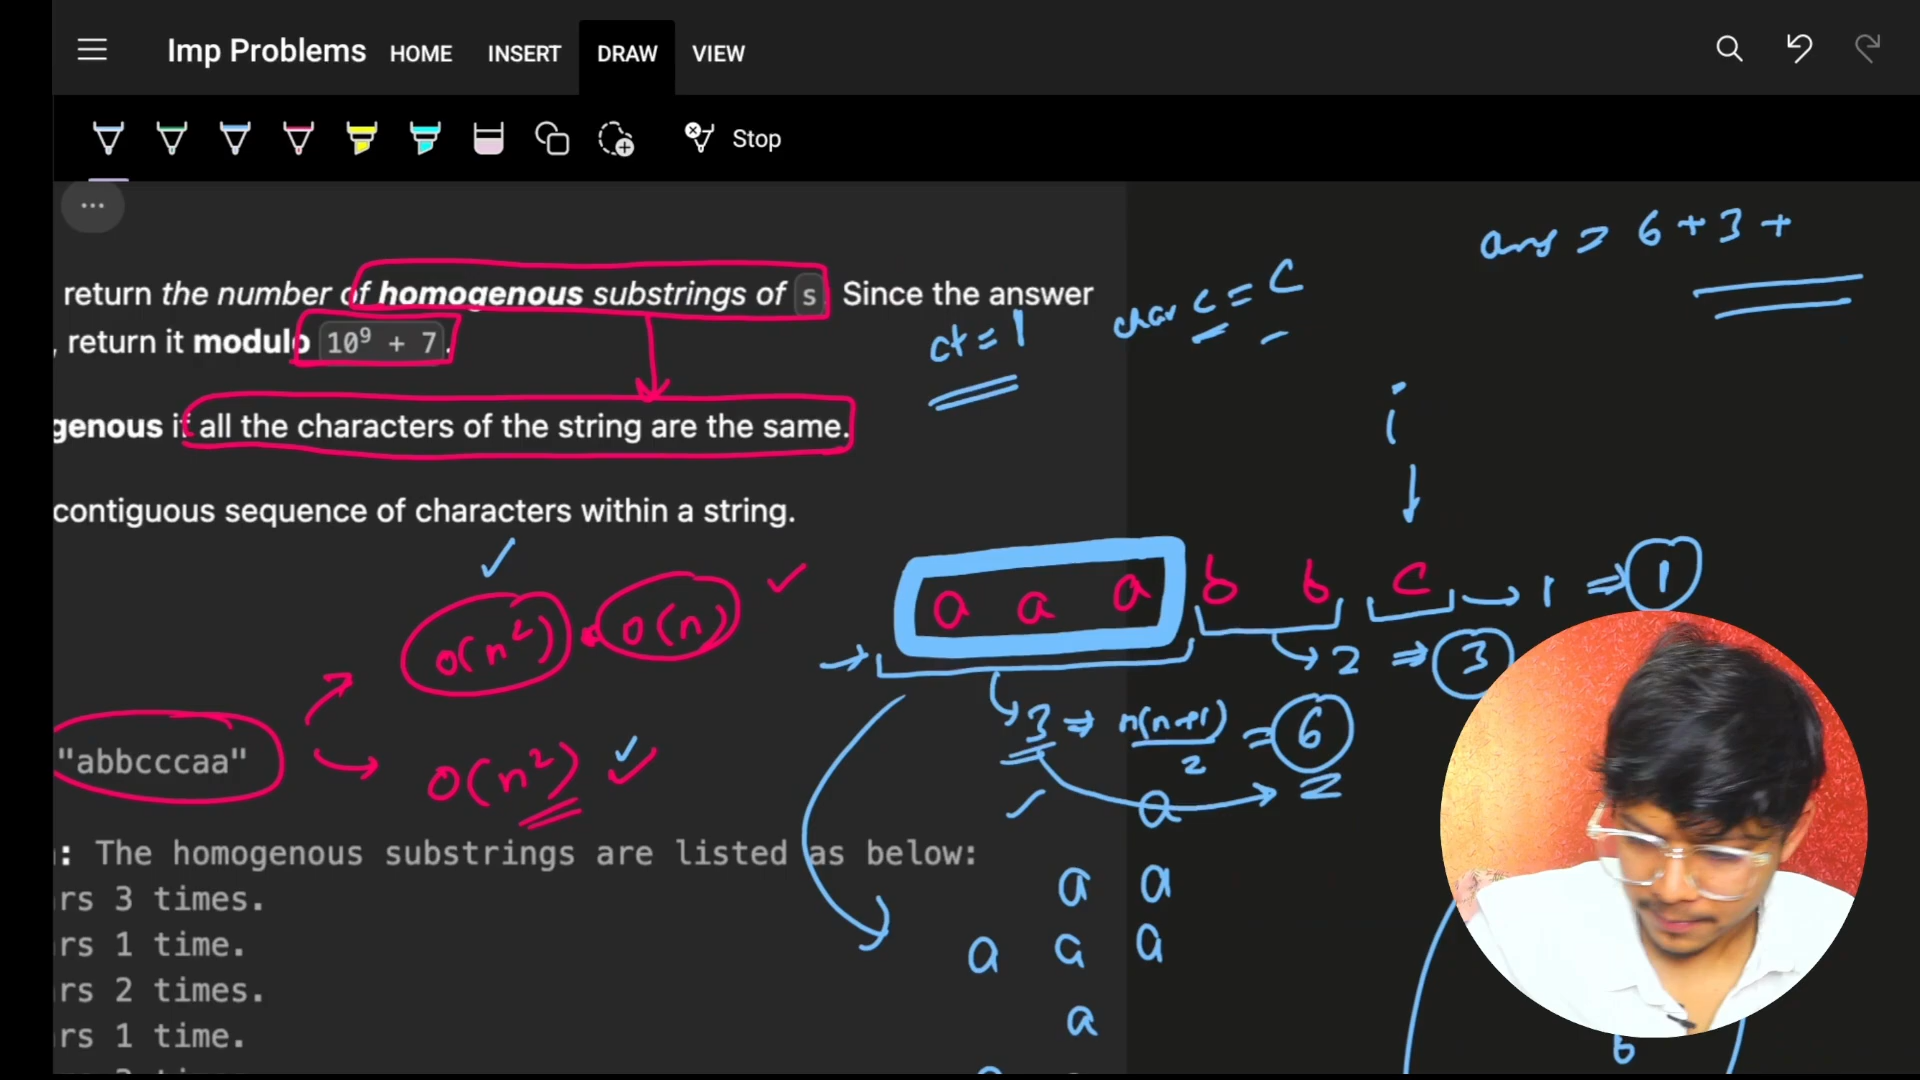 Imp Problems HOME INSERT DRAW VIEW
Stop
...
ans = 6 + 3 +
return the number of homogenous substrings of s. Since the answer
char c = C
, return it modulo 10⁹ + 7.
ct = 1
i
genous if all the characters of the string are the same.
contiguous sequence of characters within a string.
a a a b b c → 1 ⇒ 1
O(n²) · O(n)
→ 2 ⇒ 3
3 ⇒ n(n+1)/2 = 6
"abbcccaa"
O(n²)
a
: The homogenous substrings are listed as below:
rs 3 times.
a a
rs 1 time.
a a a
rs 2 times.
a
rs 1 time.
b